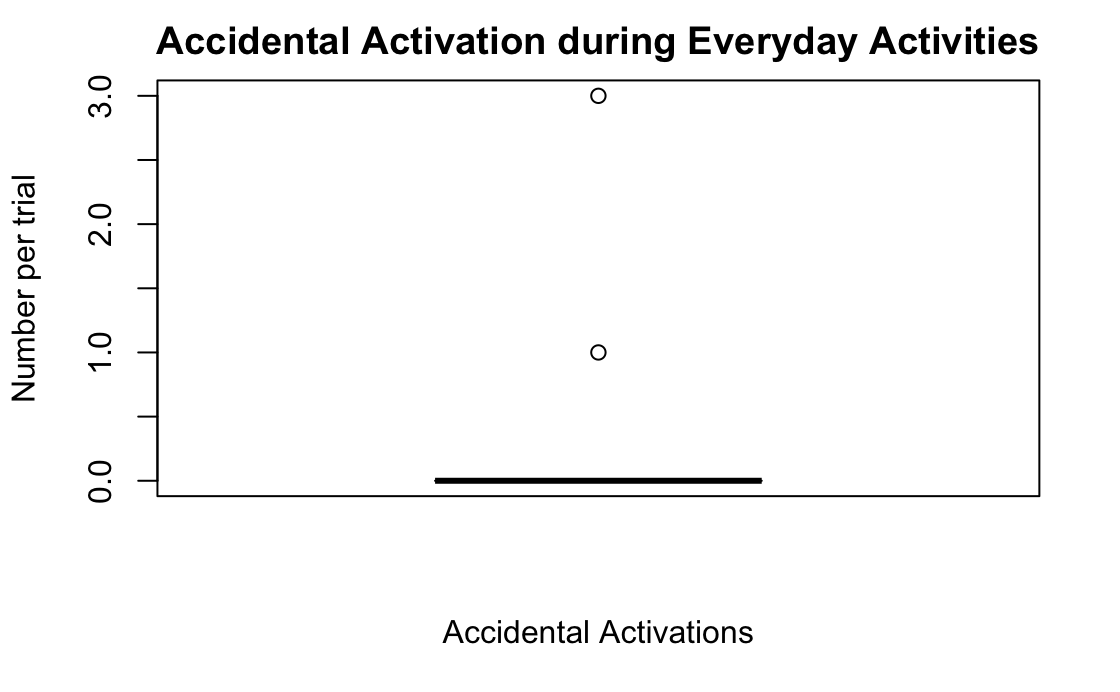 Accidental Activation during Everyday Activities
Number per trial
3.0
2.0
1.0
0.0
Accidental Activations